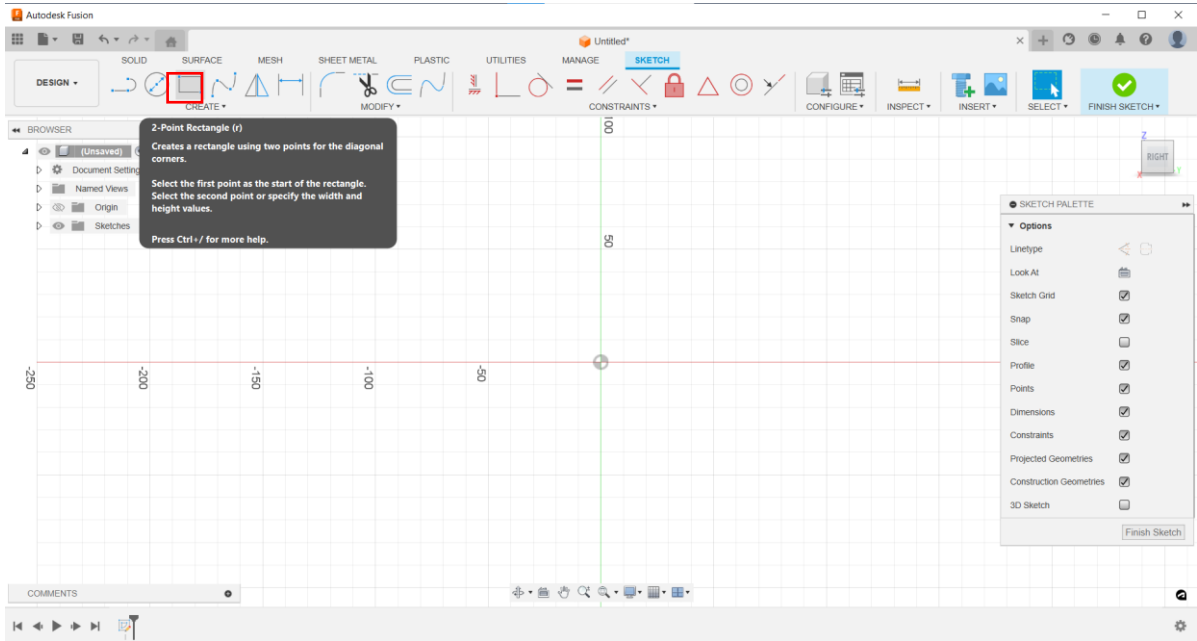 Autodesk Fusion
Untitled*
SOLID SURFACE MESH SHEET METAL PLASTIC UTILITIES MANAGE SKETCH
DESIGN
CREATE MODIFY CONSTRAINTS CONFIGURE INSPECT INSERT SELECT FINISH SKETCH
BROWSER
(Unsaved)
Document Setting
Named Views
Origin
Sketches
2-Point Rectangle (r)
Creates a rectangle using two points for the diagonal
corners.
Select the first point as the start of the rectangle.
Select the second point or specify the width and
height values.
Press Ctrl+/ for more help.
100
50
-250 -200 -150 -100 -50
Z
RIGHT
X Y
SKETCH PALETTE
Options
Linetype
Look At
Sketch Grid
Snap
Slice
Profile
Points
Dimensions
Constraints
Projected Geometries
Construction Geometries
3D Sketch
Finish Sketch
COMMENTS